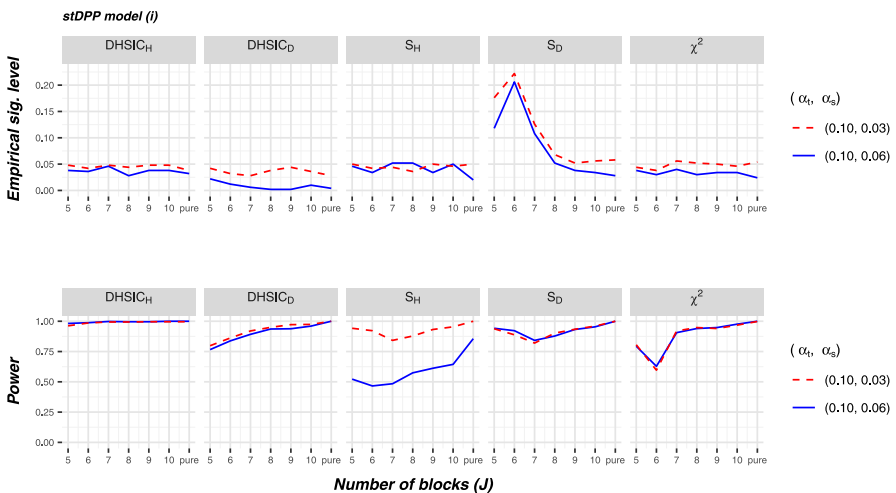 stDPP model (i)
DHSIC_H DHSIC_D S_H S_D χ²
Empirical sig. level
0.20
0.15
0.10
0.05
0.00
5 6 7 8 9 10 pure 5 6 7 8 9 10 pure 5 6 7 8 9 10 pure 5 6 7 8 9 10 pure 5 6 7 8 9 10 pure
( α_t, α_s)
(0.10, 0.03)
(0.10, 0.06)
DHSIC_H DHSIC_D S_H S_D χ²
Power
1.00
0.75
0.50
0.25
0.00
5 6 7 8 9 10 pure 5 6 7 8 9 10 pure 5 6 7 8 9 10 pure 5 6 7 8 9 10 pure 5 6 7 8 9 10 pure
Number of blocks (J)
( α_t, α_s)
(0.10, 0.03)
(0.10, 0.06)